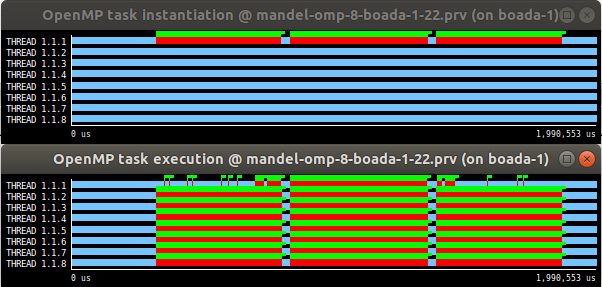 OpenMP task instantiation @ mandel-omp-8-boada-1-22.prv (on boada-1)
THREAD 1.1.1
THREAD 1.1.2
THREAD 1.1.3
THREAD 1.1.4
THREAD 1.1.5
THREAD 1.1.6
THREAD 1.1.7
THREAD 1.1.8
0 us 1,990,553 us
OpenMP task execution @ mandel-omp-8-boada-1-22.prv (on boada-1)
THREAD 1.1.1
THREAD 1.1.2
THREAD 1.1.3
THREAD 1.1.4
THREAD 1.1.5
THREAD 1.1.6
THREAD 1.1.7
THREAD 1.1.8
0 us 1,990,553 us